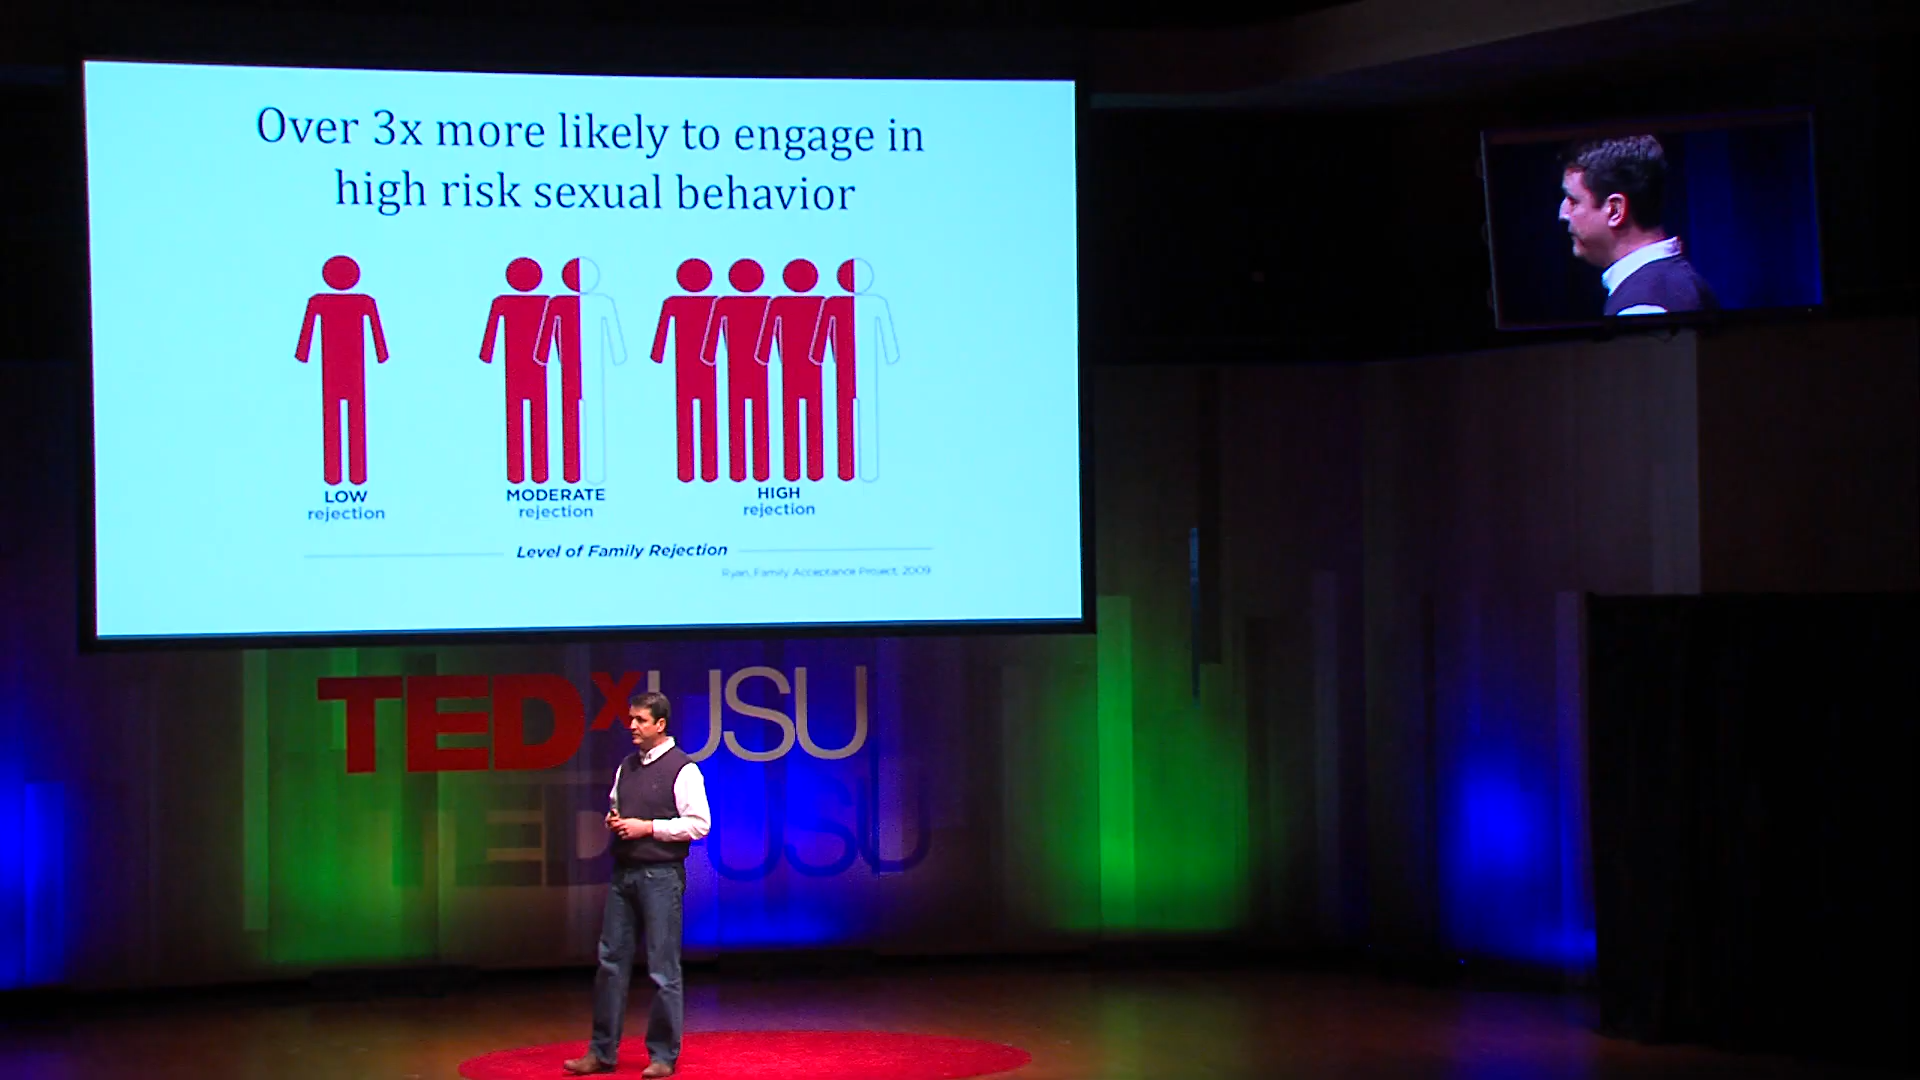 Over 3x more likely to engage in
high risk sexual behavior
LOW
rejection
MODERATE
rejection
HIGH
rejection
Level of Family Rejection
Ryan, Family Acceptance Project, 2009
TEDxUSU